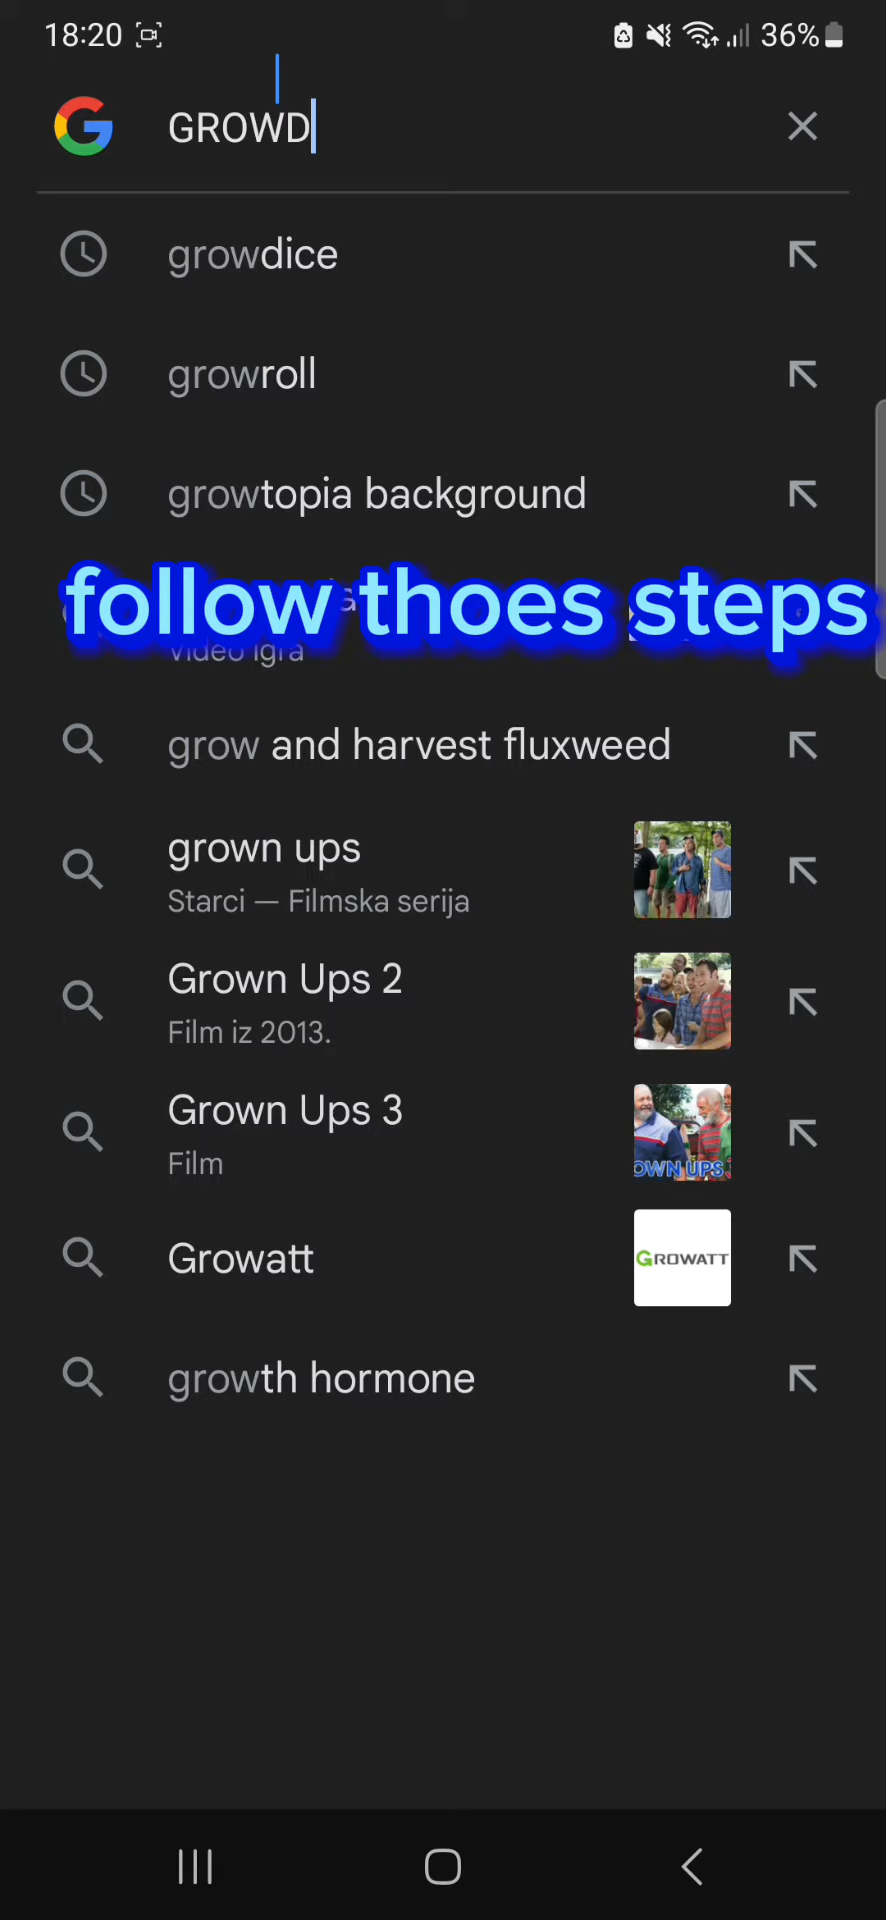 18:20 36%
GROWD
growdice
growroll
growtopia background
follow thoes steps
Video igra
grow and harvest fluxweed
grown ups
Starci — Filmska serija
Grown Ups 2
Film iz 2013.
Grown Ups 3
Film
OWN UPS
Growatt
GROWATT
growth hormone